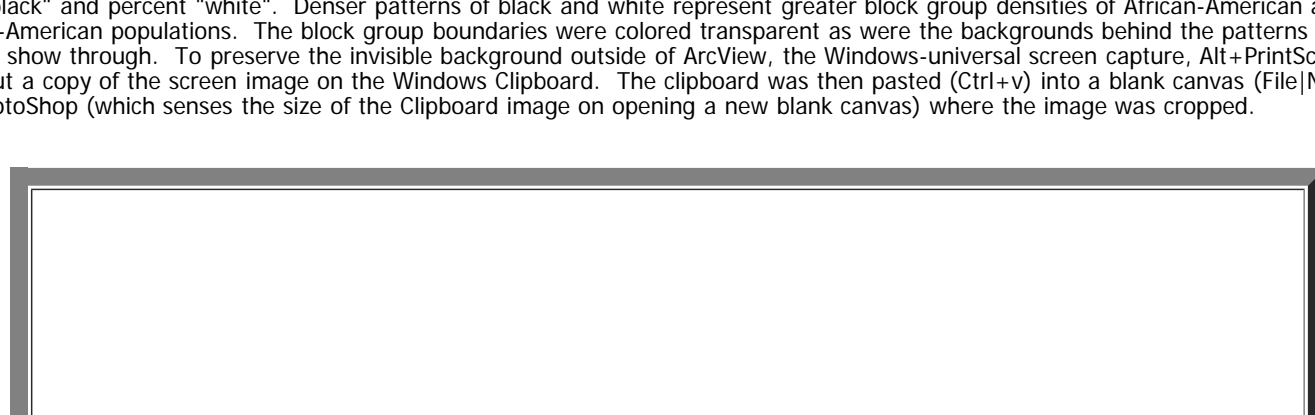 lack" and percent "white".  Denser patterns of black and white represent greater block group densities of African-American a
-American populations.  The block group boundaries were colored transparent as were the backgrounds behind the patterns
show through.  To preserve the invisible background outside of ArcView, the Windows-universal screen capture, Alt+PrintSc
ut a copy of the screen image on the Windows Clipboard.  The clipboard was then pasted (Ctrl+v) into a blank canvas (File|N
otoShop (which senses the size of the Clipboard image on opening a new blank canvas) where the image was cropped.